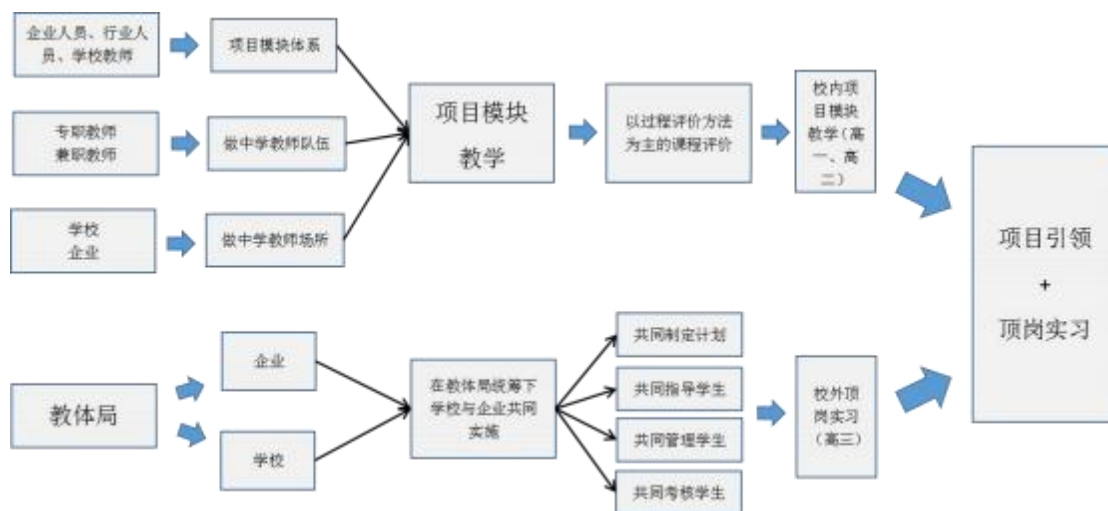 企业人员、行业人
员、学校教师
项目模块体系
专职教师
兼职教师
做中学教师队伍
学校
企业
做中学教师场所
项目模块
教学
以过程评价方法
为主的课程评价
校内项
目模块
教学(高
一、高
二)
项目引领
+
顶岗实习
教体局
企业
学校
在教体局统筹下
学校与企业共同
实施
共同制定计划
共同指导学生
共同管理学生
共同考核学生
校外顶
岗实习
(高三)